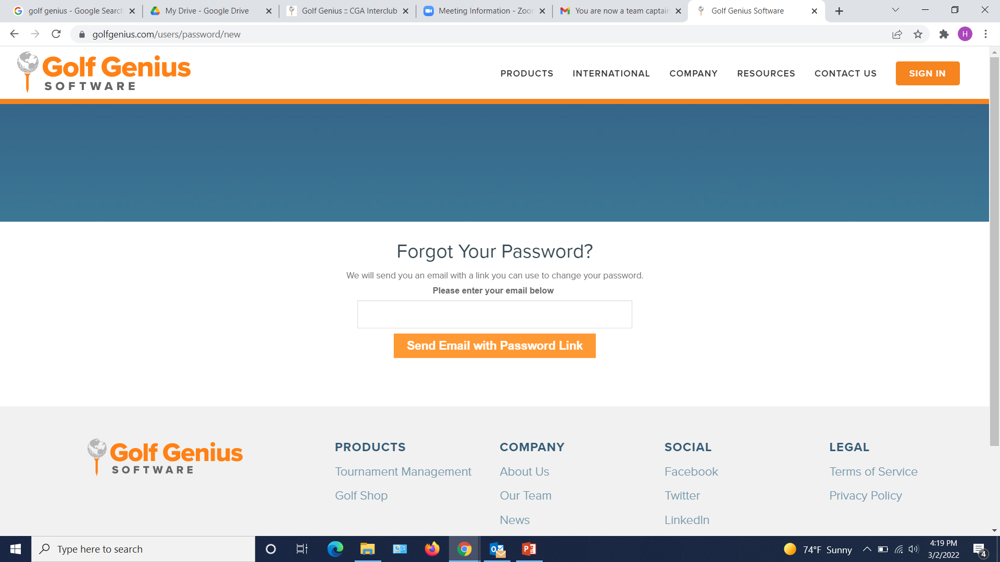 golf genius - Google Search
My Drive - Google Drive
Golf Genius :: CGA Interclub
Meeting Information - Zoo
You are now a team captain
Golf Genius Software
golfgenius.com/users/password/new
H
Golf Genius
SOFTWARE
PRODUCTS
INTERNATIONAL
COMPANY
RESOURCES
CONTACT US
SIGN IN
Forgot Your Password?
We will send you an email with a link you can use to change your password.
Please enter your email below
Send Email with Password Link
Golf Genius
SOFTWARE
PRODUCTS
Tournament Management
Golf Shop
COMPANY
About Us
Our Team
News
SOCIAL
Facebook
Twitter
LinkedIn
LEGAL
Terms of Service
Privacy Policy
Type here to search
74°F Sunny
4:19 PM
3/2/2022
4